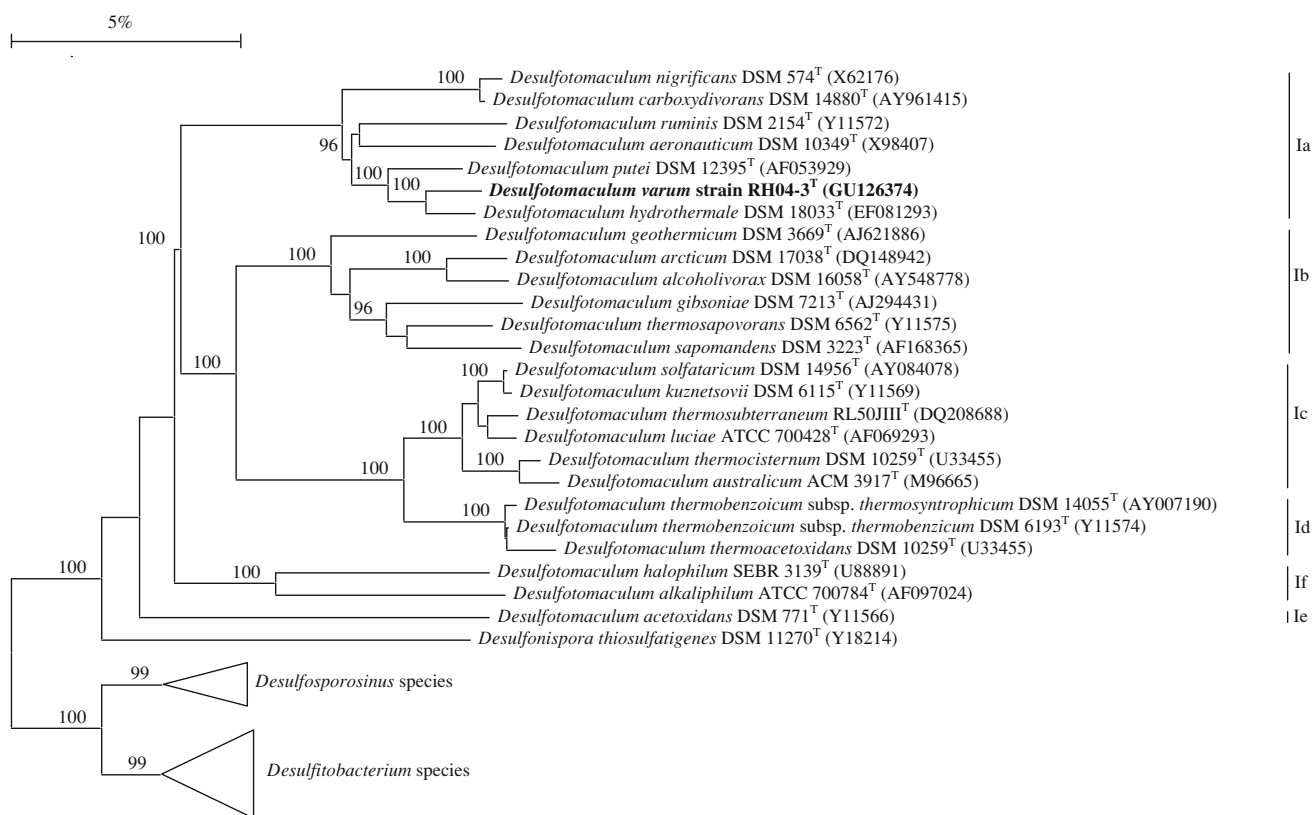 5%
100 Desulfotomaculum nigrificans DSM 574T (X62176)
Desulfotomaculum carboxydivorans DSM 14880T (AY961415)
Desulfotomaculum ruminis DSM 2154T (Y11572)
96 Desulfotomaculum aeronauticum DSM 10349T (X98407)
Ia
100 Desulfotomaculum putei DSM 12395T (AF053929)
100 Desulfotomaculum varum strain RH04-3T (GU126374)
Desulfotomaculum hydrothermale DSM 18033T (EF081293)
100
Desulfotomaculum geothermicum DSM 3669T (AJ621886)
100 100 Desulfotomaculum arcticum DSM 17038T (DQ148942)
Desulfotomaculum alcoholivorax DSM 16058T (AY548778)
Ib
96 Desulfotomaculum gibsoniae DSM 7213T (AJ294431)
Desulfotomaculum thermosapovorans DSM 6562T (Y11575)
Desulfotomaculum sapomandens DSM 3223T (AF168365)
100
100 Desulfotomaculum solfataricum DSM 14956T (AY084078)
Desulfotomaculum kuznetsovii DSM 6115T (Y11569)
Desulfotomaculum thermosubterraneum RL50JIIIT (DQ208688)
Ic
Desulfotomaculum luciae ATCC 700428T (AF069293)
100 100 Desulfotomaculum thermocisternum DSM 10259T (U33455)
Desulfotomaculum australicum ACM 3917T (M96665)
100 Desulfotomaculum thermobenzoicum subsp. thermosyntrophicum DSM 14055T (AY007190)
Desulfotomaculum thermobenzoicum subsp. thermobenzicum DSM 6193T (Y11574)
Id
Desulfotomaculum thermoacetoxidans DSM 10259T (U33455)
100 100 Desulfotomaculum halophilum SEBR 3139T (U88891)
If
Desulfotomaculum alkaliphilum ATCC 700784T (AF097024)
Desulfotomaculum acetoxidans DSM 771T (Y11566)
Ie
Desulfonispora thiosulfatigenes DSM 11270T (Y18214)
99 Desulfosporosinus species
100
99 Desulfitobacterium species